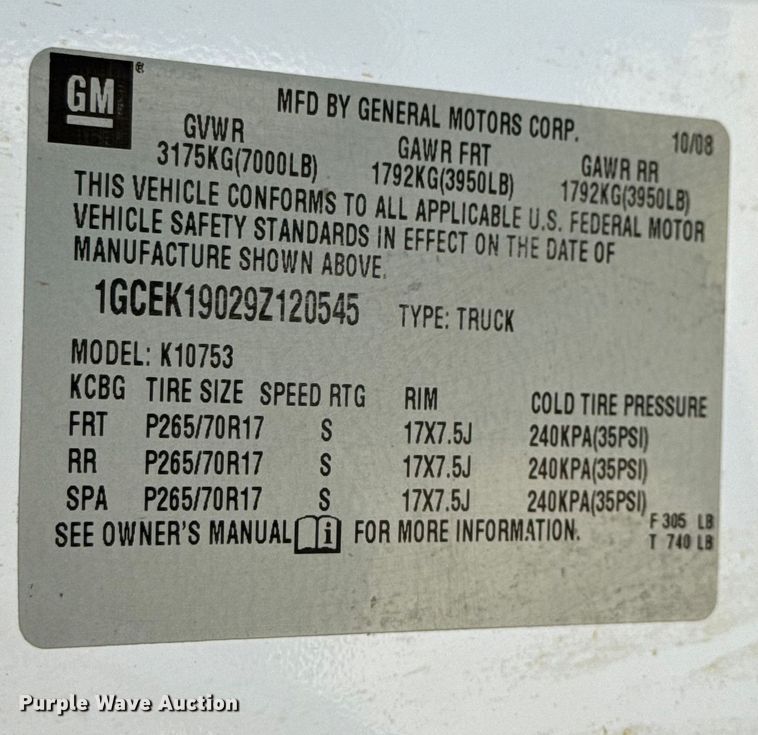 GM ®
MFD BY GENERAL MOTORS CORP. 10/08
GVWR GAWR FRT GAWR RR
3175KG(7000LB) 1792KG(3950LB) 1792KG(3950LB)
THIS VEHICLE CONFORMS TO ALL APPLICABLE U.S. FEDERAL MOTOR
VEHICLE SAFETY STANDARDS IN EFFECT ON THE DATE OF
MANUFACTURE SHOWN ABOVE.
1GCEK19029Z120545 TYPE: TRUCK
MODEL: K10753
KCBG TIRE SIZE SPEED RTG RIM COLD TIRE PRESSURE
FRT P265/70R17 S 17X7.5J 240KPA(35PSI)
RR P265/70R17 S 17X7.5J 240KPA(35PSI)
SPA P265/70R17 S 17X7.5J 240KPA(35PSI)
SEE OWNER'S MANUAL i FOR MORE INFORMATION.
F 305 LB
T 740 LB
Purple Wave Auction